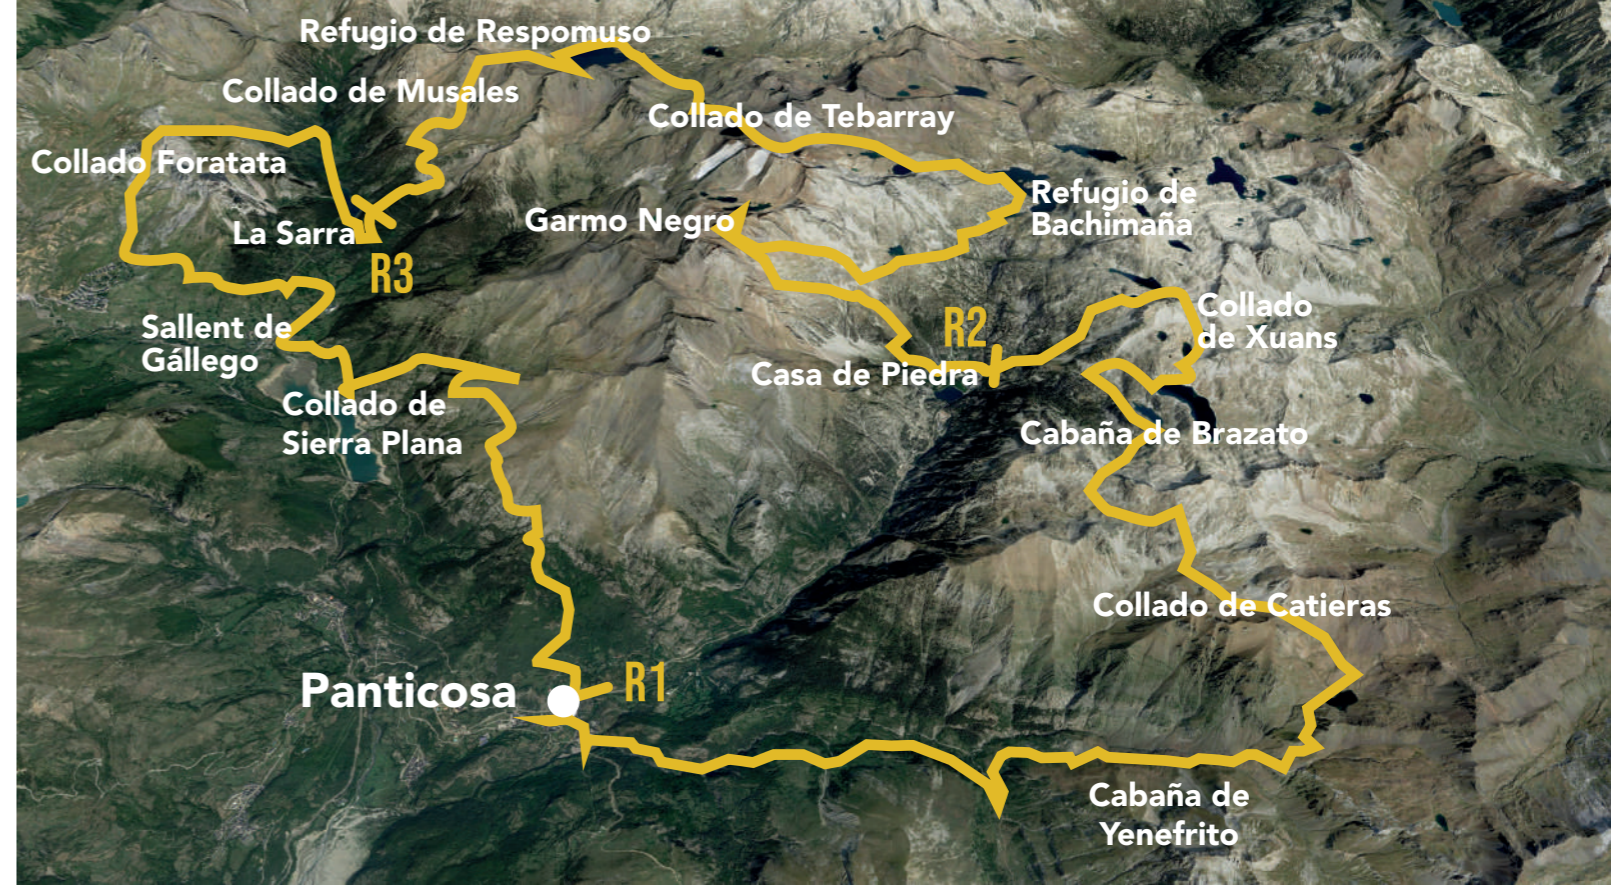 Refugio de Respomuso
Collado de Musales
Collado de Tebarray
Collado Foratata
Refugio de
Bachimaña
Garmo Negro
La Sarra
R3
Collado
de Xuans
Sallent de
Gállego
R2
Casa de Piedra
Collado de
Sierra Plana
Cabaña de Brazato
Collado de Catieras
Panticosa
R1
Cabaña de
Yenefrito